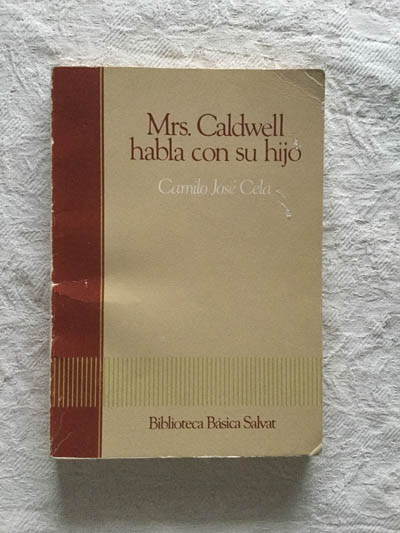 Mrs. Caldwell
habla con su hijo
Camilo José Cela
Biblioteca Básica Salvat